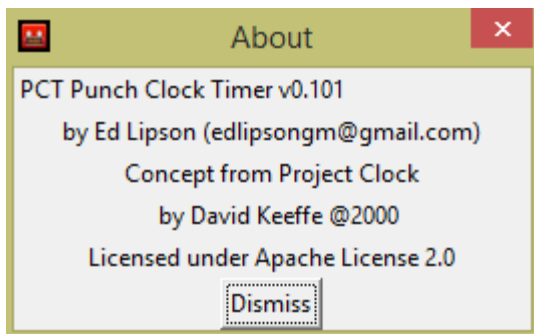 About
PCT Punch Clock Timer v0.101
by Ed Lipson (edlipsongm@gmail.com)
Concept from Project Clock
by David Keeffe @2000
Licensed under Apache License 2.0
Dismiss